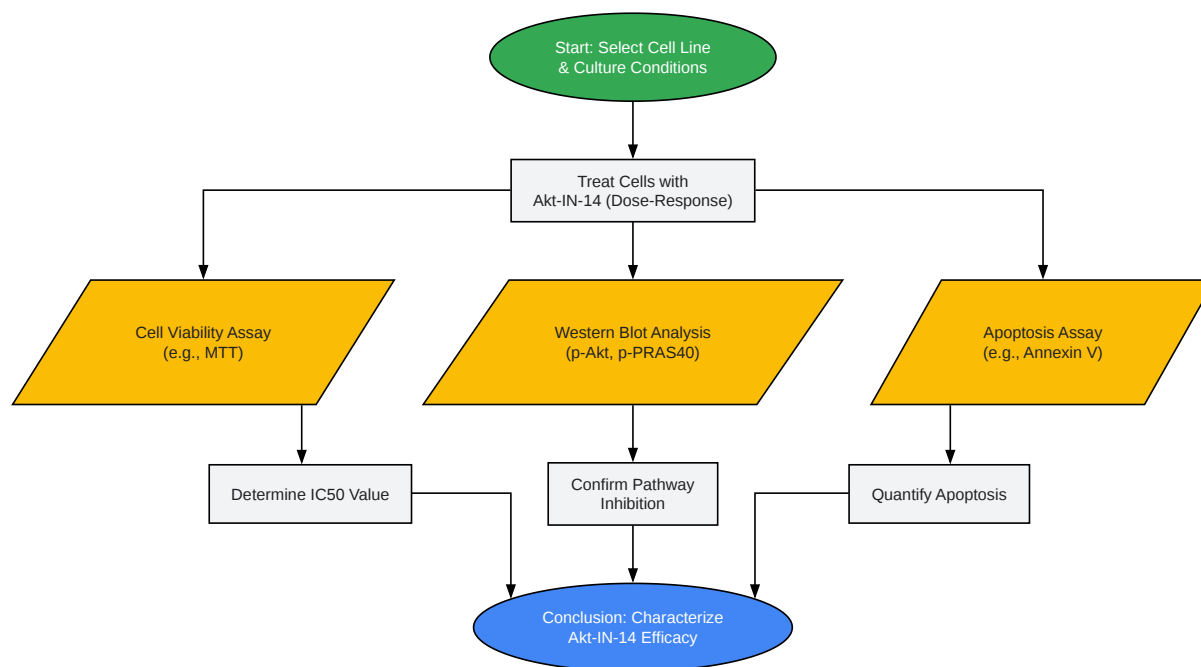 Start: Select Cell Line
& Culture Conditions
Treat Cells with
Akt-IN-14 (Dose-Response)
Cell Viability Assay
(e.g., MTT)
Western Blot Analysis
(p-Akt, p-PRAS40)
Apoptosis Assay
(e.g., Annexin V)
Determine IC50 Value
Confirm Pathway
Inhibition
Quantify Apoptosis
Conclusion: Characterize
Akt-IN-14 Efficacy